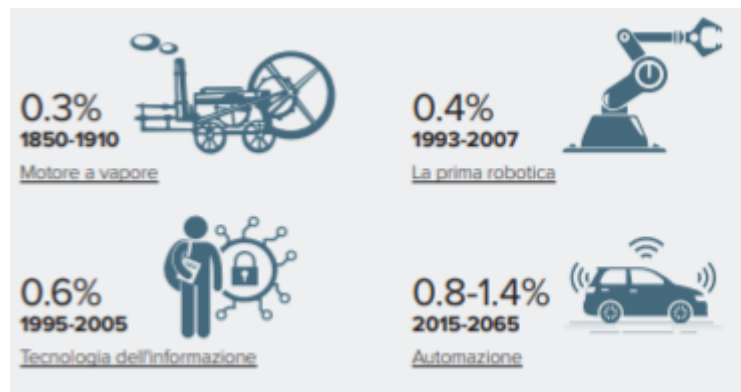 0.3%
1850-1910
Motore a vapore
0.4%
1993-2007
La prima robotica
0.6%
1995-2005
Tecnologia dell'informazione
0.8-1.4%
2015-2065
Automazione